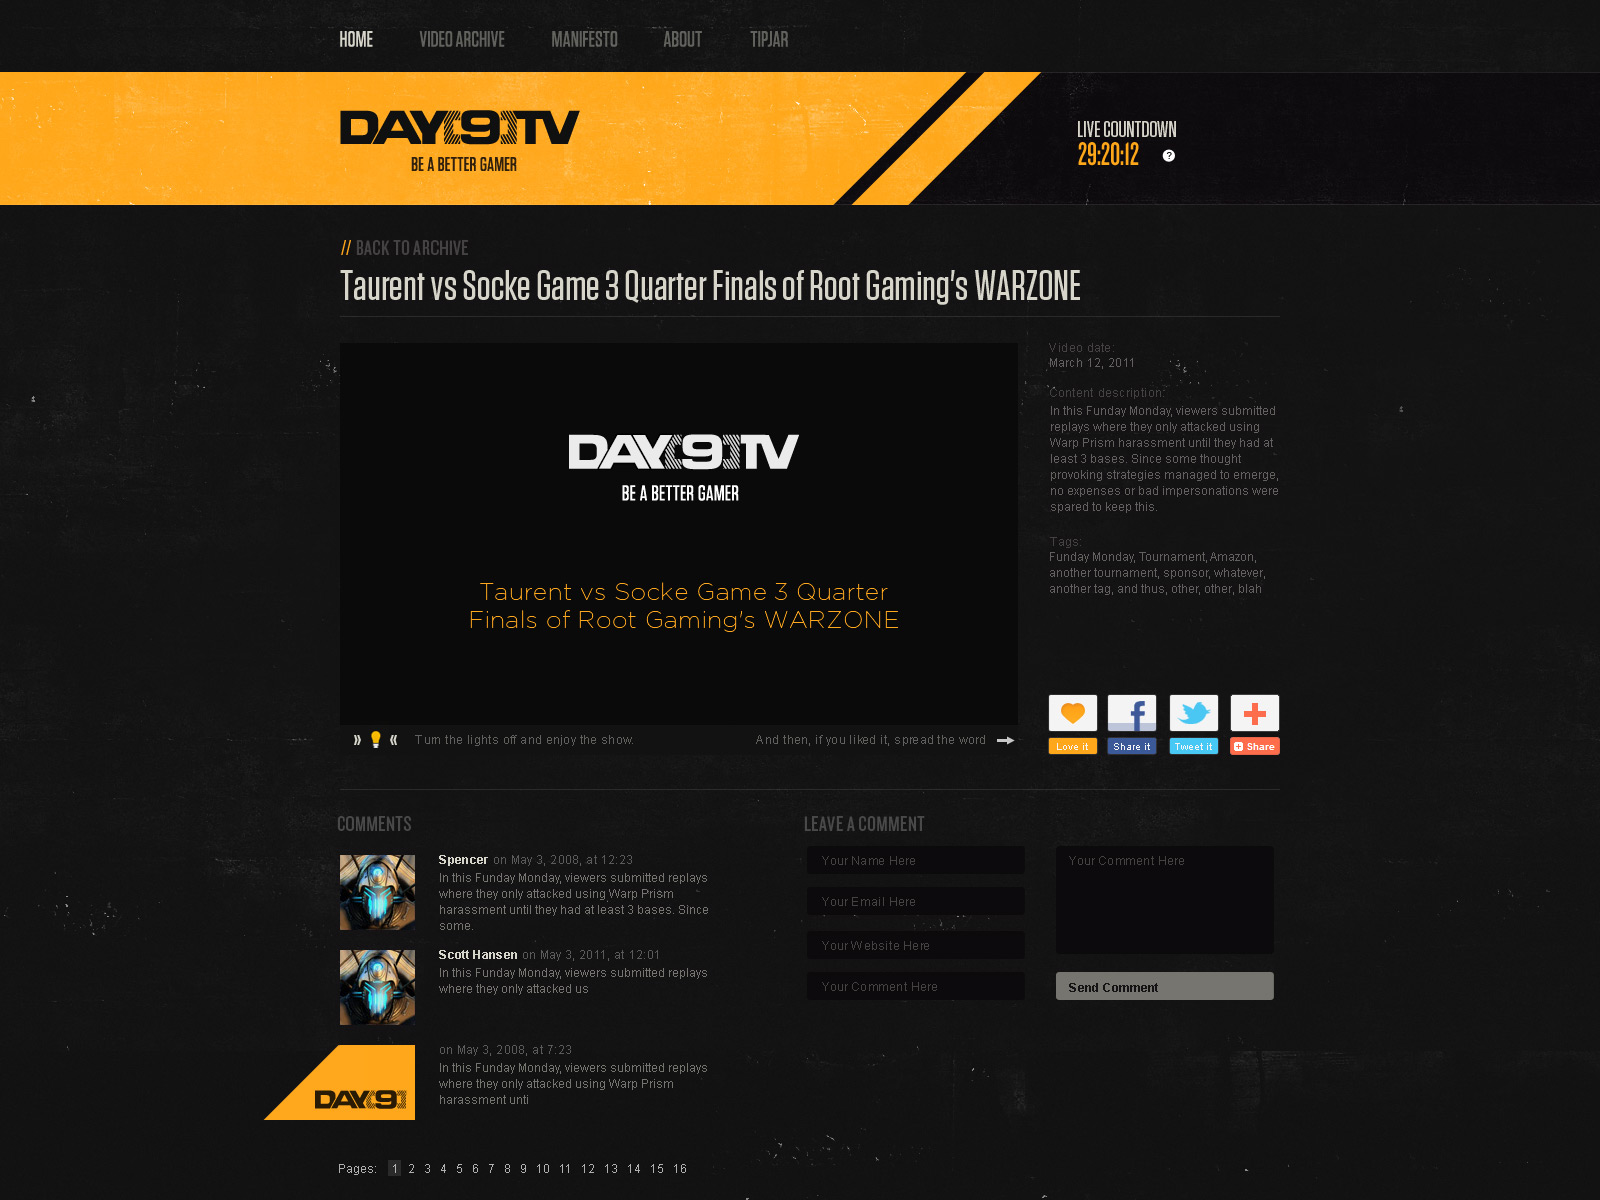 HOME VIDEO ARCHIVE MANIFESTO ABOUT TIPJAR
DAY[9]TV
BE A BETTER GAMER
LIVE COUNTDOWN
29:20:12
?
// BACK TO ARCHIVE
Taurent vs Socke Game 3 Quarter Finals of Root Gaming's WARZONE
DAY[9]TV
BE A BETTER GAMER
Taurent vs Socke Game 3 Quarter
Finals of Root Gaming's WARZONE
Turn the lights off and enjoy the show.
And then, if you liked it, spread the word
Video date:
March 12, 2011
Content description:
In this Funday Monday, viewers submitted
replays where they only attacked using
Warp Prism harassment until they had at
least 3 bases. Since some thought
provoking strategies managed to emerge,
no expenses or bad impersonations were
spared to keep this.
Tags:
Funday Monday, Tournament, Amazon,
another tournament, sponsor, whatever,
another tag, and thus, other, other, blah
Love it Share it Tweet it Share
COMMENTS
Spencer on May 3, 2008, at 12:23
In this Funday Monday, viewers submitted replays
where they only attacked using Warp Prism
harassment until they had at least 3 bases. Since
some.
Scott Hansen on May 3, 2011, at 12:01
In this Funday Monday, viewers submitted replays
where they only attacked us
DAY[9]
on May 3, 2008, at 7:23
In this Funday Monday, viewers submitted replays
where they only attacked using Warp Prism
harassment unti
Pages: 1 2 3 4 5 6 7 8 9 10 11 12 13 14 15 16
LEAVE A COMMENT
Your Name Here
Your Email Here
Your Website Here
Your Comment Here
Your Comment Here
Send Comment